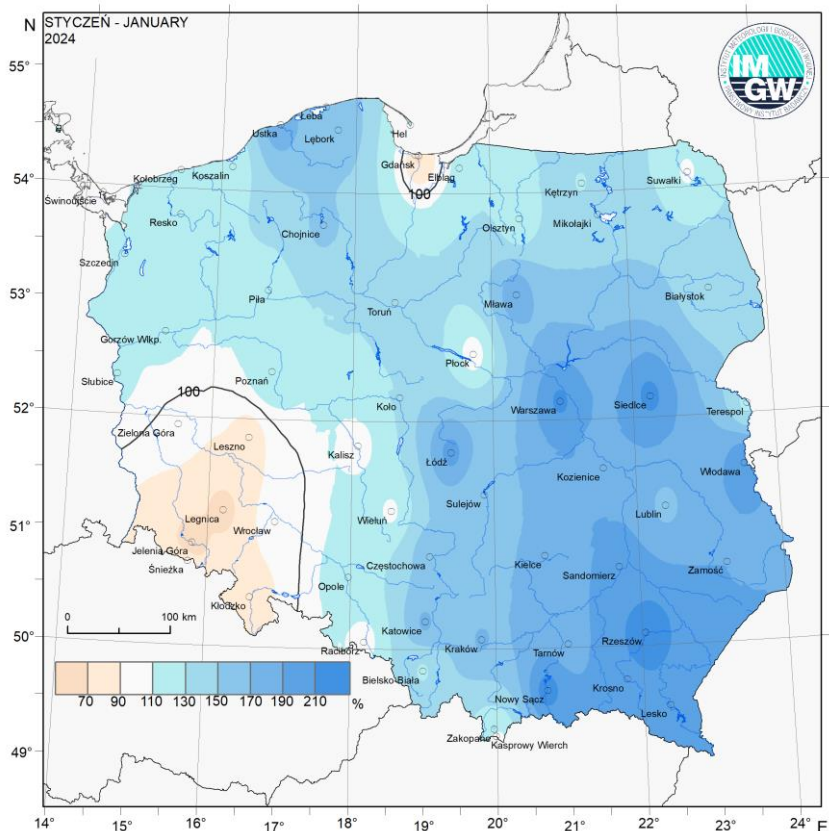 STYCZEŃ - JANUARY
2024
N
55°
54°
53°
52°
51°
50°
49°
IMGW
Łeba
Ustka
Lębork
Hel
Gdańsk
Elbląg
Koszalin
Kołobrzeg
Świnoujście
Resko
Szczecin
Chojnice
100
Kętrzyn
Suwałki
Olsztyn
Mikołajki
Piła
Toruń
Mława
Białystok
Gorzów Wlkp.
Płock
Słubice
Poznań
100
Koło
Warszawa
Siedlce
Terespol
Zielona Góra
Leszno
Kalisz
Łódź
Włodawa
Kozienice
Sulejów
Legnica
Wrocław
Wieluń
Lublin
Jelenia Góra
Śnieżka
Częstochowa
Kielce
Sandomierz
Zamość
Kłodzko
Opole
0 100 km
Katowice
Racibórz
Kraków
Tarnów
Rzeszów
Bielsko-Biała
Nowy Sącz
Krosno
Lesko
Zakopane
Kasprowy Wierch
70 90 110 130 150 170 190 210 %
14 15° 16° 17° 18° 19° 20° 21° 22° 23° 24° E